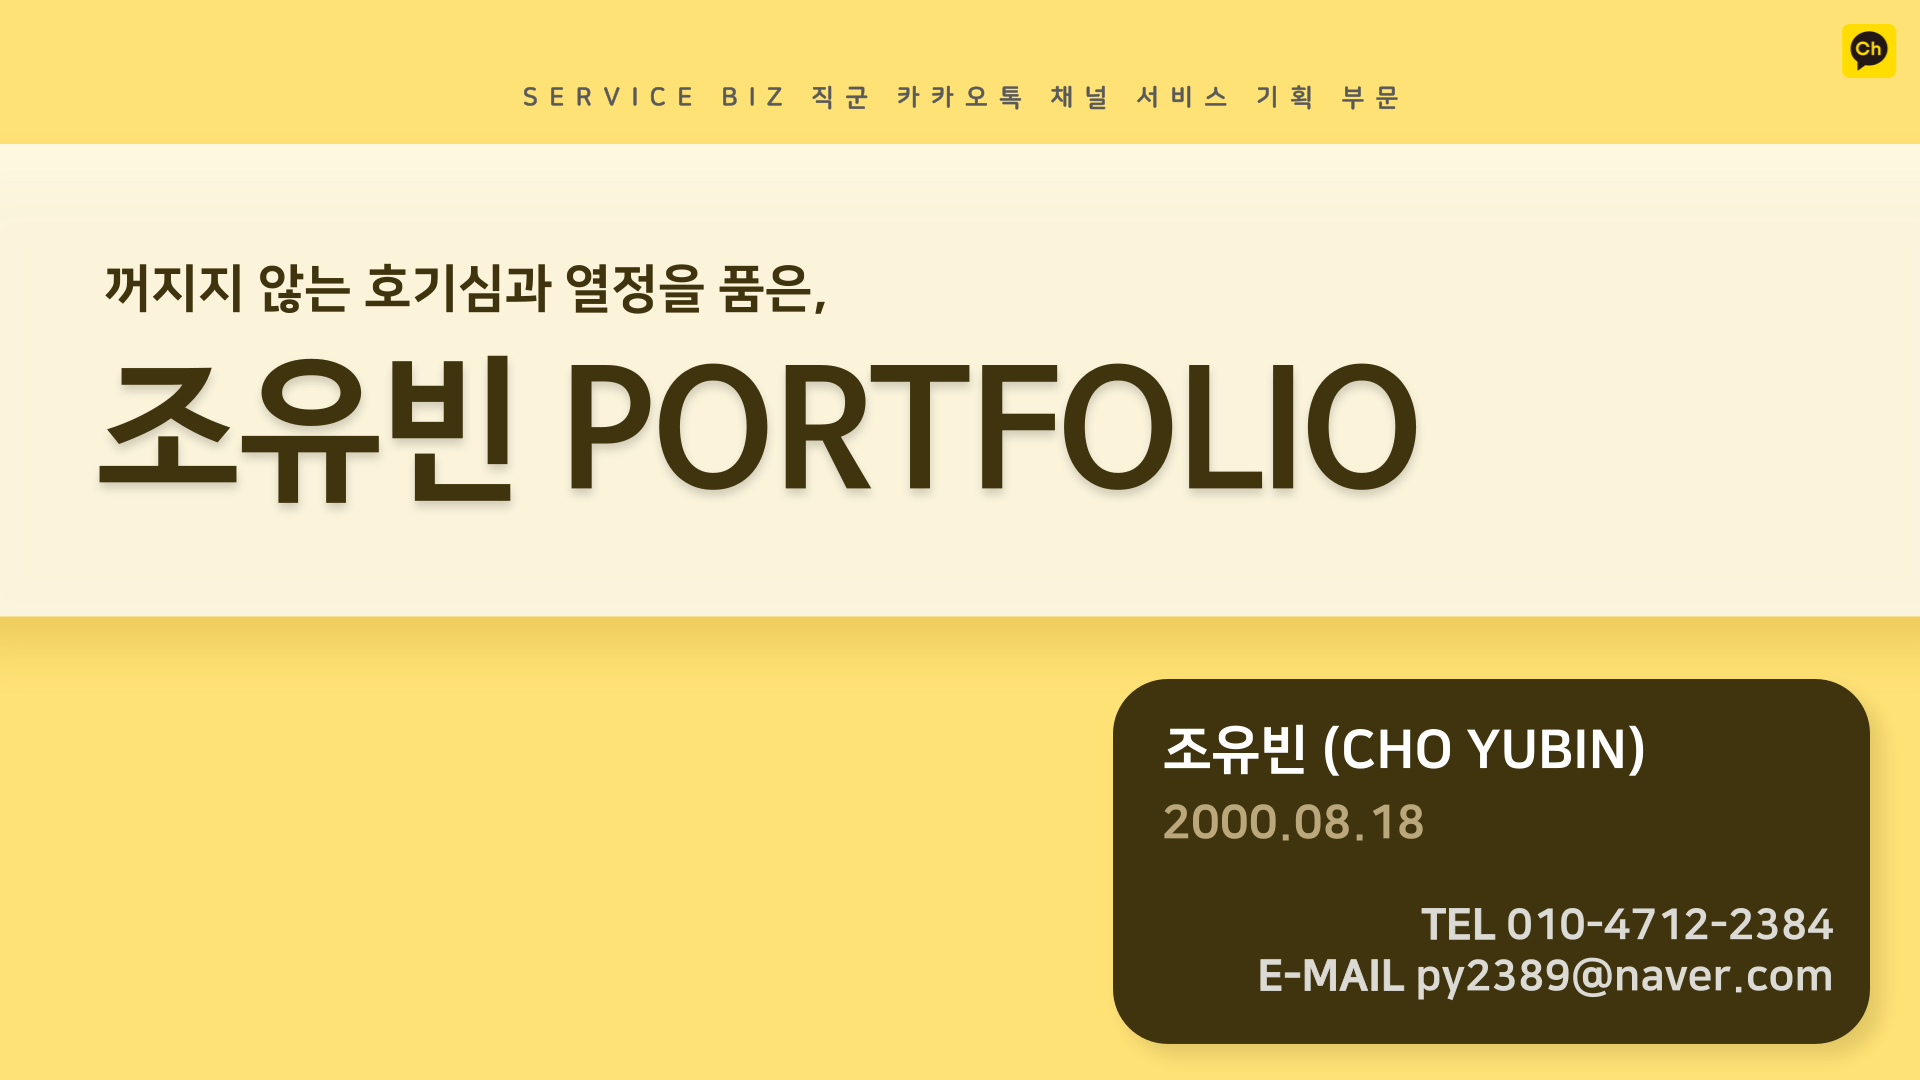 Ch
SERVICE BIZ 직군 카카오톡 채널 서비스 기획 부문
꺼지지 않는 호기심과 열정을 품은,
조유빈 PORTFOLIO
조유빈 (CHO YUBIN)
2000.08.18
TEL 010-4712-2384
E-MAIL py2389@naver.com